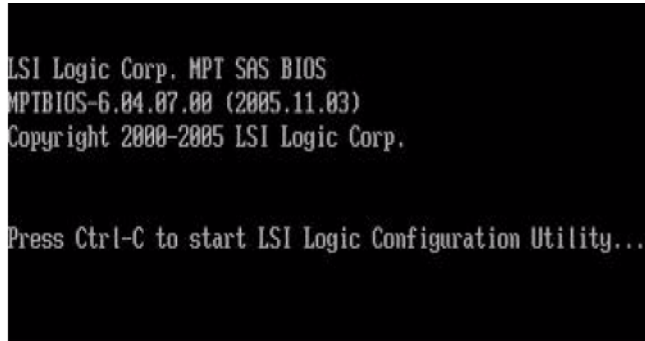 LSI Logic Corp. MPT SAS BIOS
MPTBIOS-6.04.07.00 (2005.11.03)
Copyright 2000-2005 LSI Logic Corp.
Press Ctrl-C to start LSI Logic Configuration Utility...